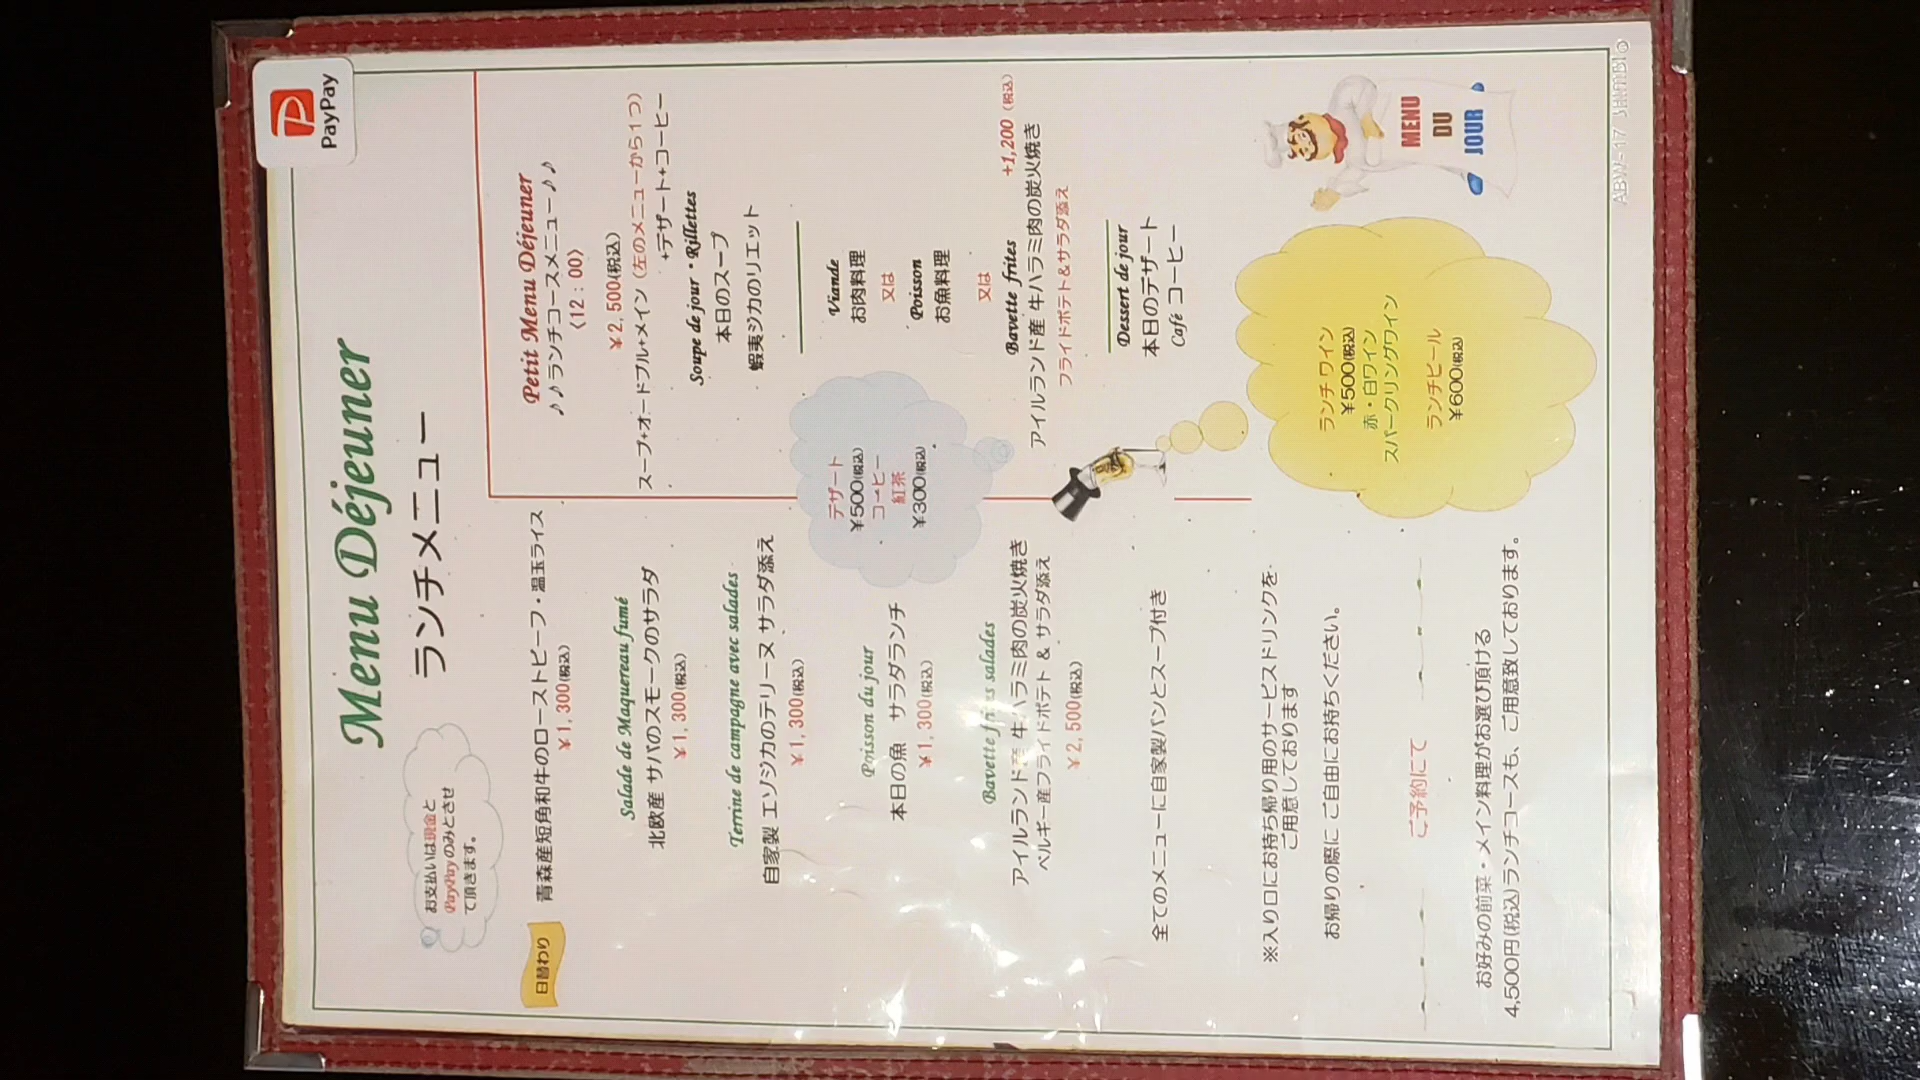 PayPay
Menu Déjeuner
ランチメニュー
お支払いは現金と
PayPayのみとさせ
て頂きます。
日替わり
青森産短角和牛のローストビーフ・温玉ライス
¥1,300(税込)
Salade de Maquereau fumé
北欧産 サバのスモークのサラダ
¥1,300(税込)
Terrine de campagne avec salades
自家製 エゾジカのテリーヌ サラダ添え
¥1,300(税込)
Poisson du jour
本日の魚 サラダランチ
¥1,300(税込)
Bavette frites salades
アイルランド産 牛ハラミ肉の炭火焼き
ベルギー産フライドポテト & サラダ添え
¥2,500(税込)
全てのメニューに自家製パンとスープ付き
※入り口にお持ち帰り用のサービスドリンクを
ご用意しております
お帰りの際に ご自由にお持ちください。
ご予約にて
お好みの前菜・メイン料理がお選び頂ける
4,500円(税込)ランチコースも、ご用意致しております。
Petit Menu Déjeuner
♪♪ランチコースメニュー♪♪
〈12:00〉
¥2,500(税込)
スープ+オードブル+メイン(左のメニューから1つ)
+デザート+コーヒー
Soupe de jour・Rillettes
本日のスープ
蝦夷ジカのリエット
Viande
お肉料理
又は
Poisson
お魚料理
又は
Bavette frites +1,200(税込)
アイルランド産 牛ハラミ肉の炭火焼き
フライドポテト&サラダ添え
Dessert de jour
本日のデザート
Café コーヒー
デザート
¥500(税込)
コーヒー
紅茶
¥300(税込)
ランチワイン
¥500(税込)
赤・白ワイン
スパークリングワイン
ランチビール
¥600(税込)
MENU
DU
JOUR